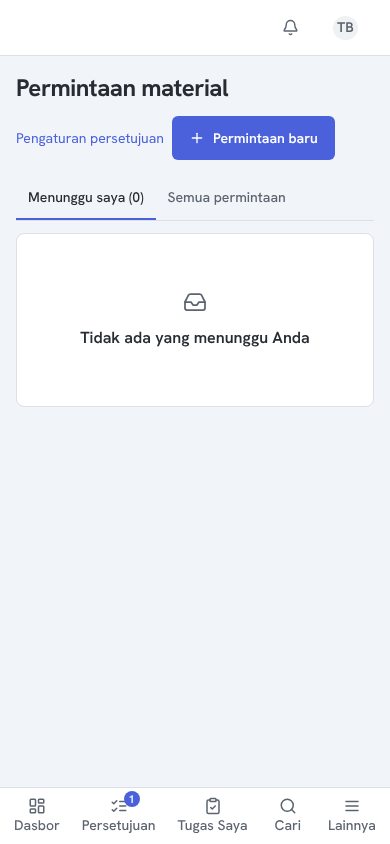 TB
Permintaan material
Pengaturan persetujuan
Permintaan baru
Menunggu saya (0)
Semua permintaan
Tidak ada yang menunggu Anda
1
Dasbor
Persetujuan
Tugas Saya
Cari
Lainnya